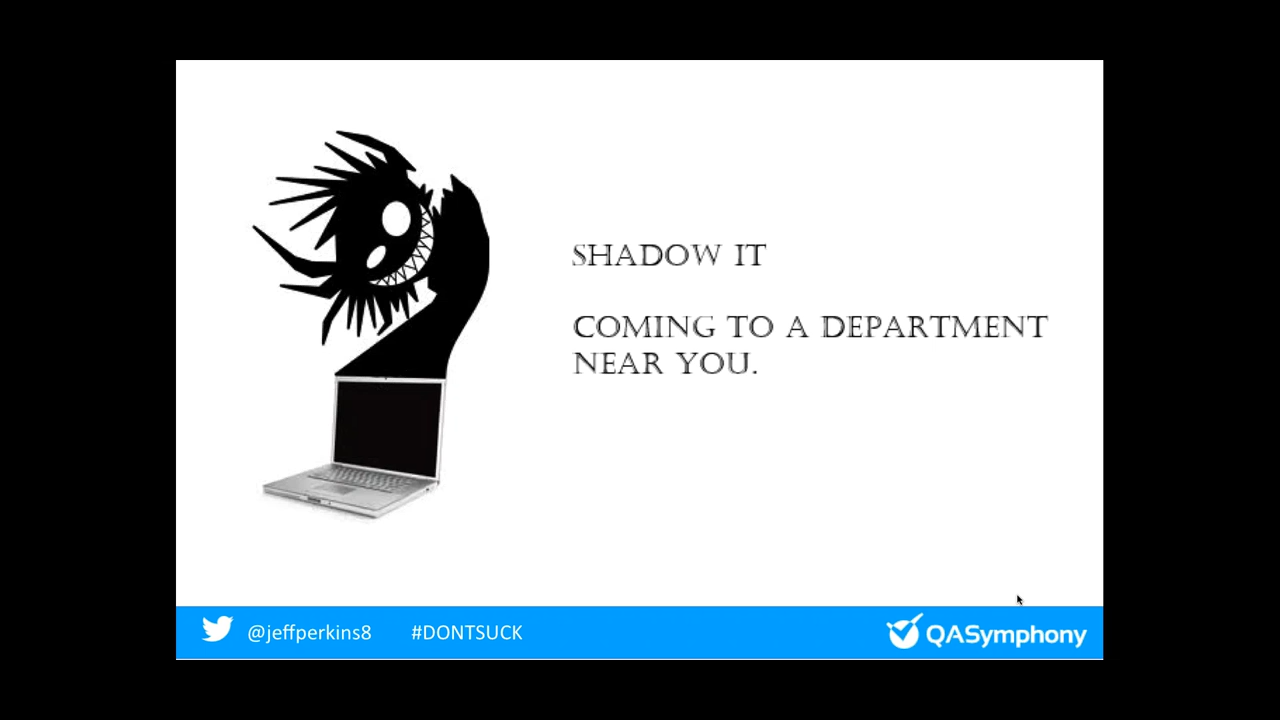 SHADOW IT
COMING TO A DEPARTMENT
NEAR YOU.
@jeffperkins8 #DONTSUCK
QASymphony